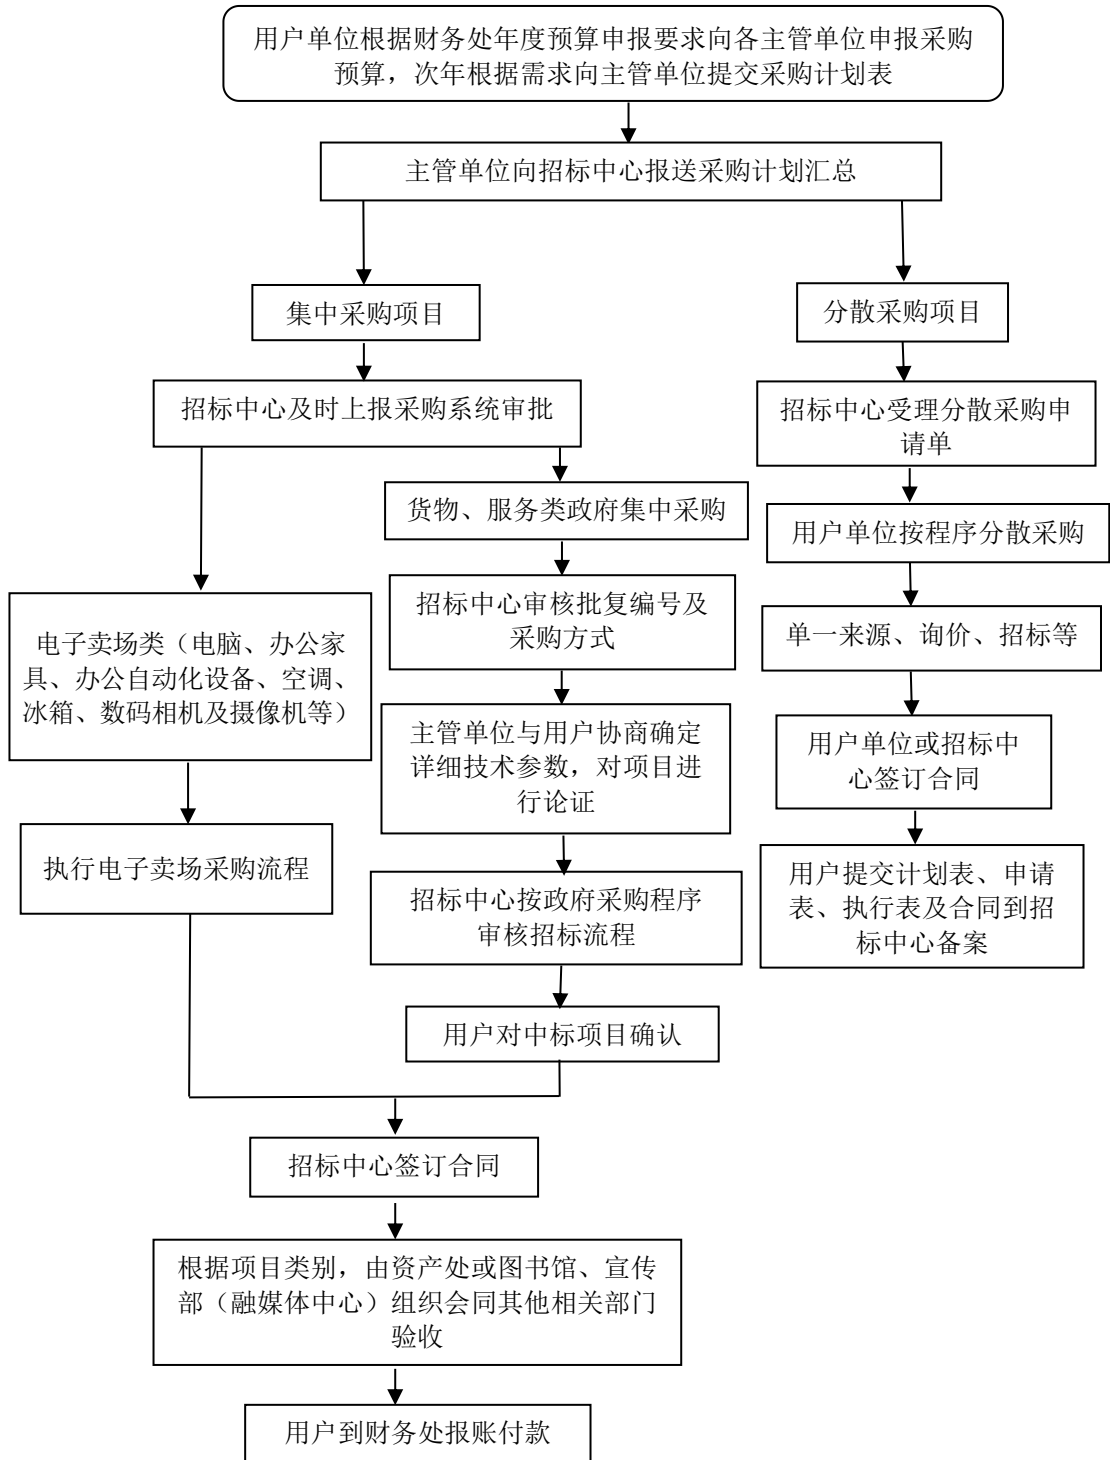 用户单位根据财务处年度预算申报要求向各主管单位申报采购
预算，次年根据需求向主管单位提交采购计划表
主管单位向招标中心报送采购计划汇总
集中采购项目
分散采购项目
招标中心及时上报采购系统审批
招标中心受理分散采购申
请单
货物、服务类政府集中采购
用户单位按程序分散采购
电子卖场类（电脑、办公家
具、办公自动化设备、空调、
冰箱、数码相机及摄像机等）
招标中心审核批复编号及
采购方式
单一来源、询价、招标等
主管单位与用户协商确定
详细技术参数，对项目进
行论证
用户单位或招标中
心签订合同
执行电子卖场采购流程
招标中心按政府采购程序
审核招标流程
用户提交计划表、申请
表、执行表及合同到招
标中心备案
用户对中标项目确认
招标中心签订合同
根据项目类别，由资产处或图书馆、宣传
部（融媒体中心）组织会同其他相关部门
验收
用户到财务处报账付款